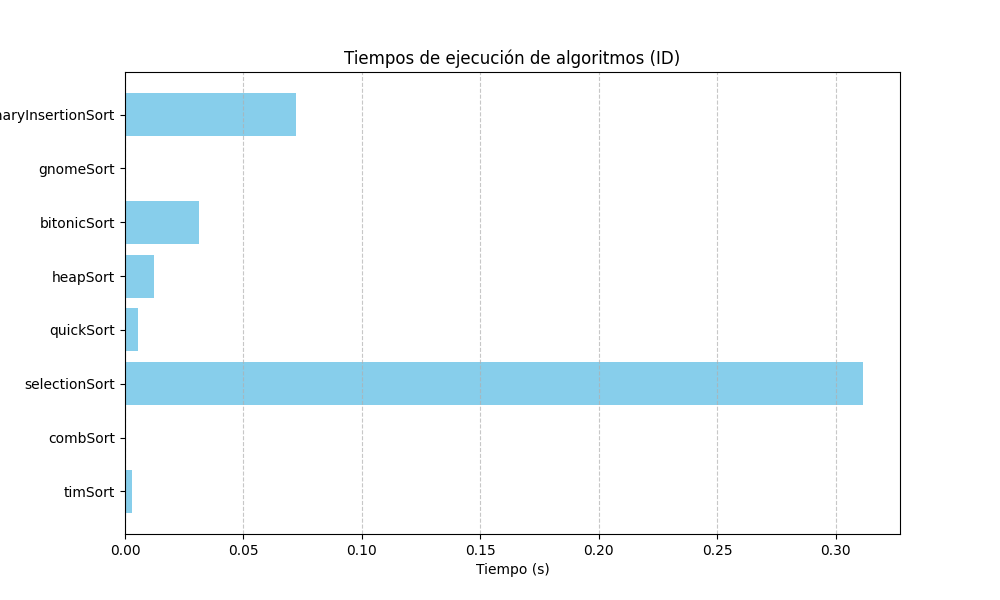 Tiempos de ejecución de algoritmos (ID)
naryInsertionSort
gnomeSort
bitonicSort
heapSort
quickSort
selectionSort
combSort
timSort
0.00 0.05 0.10 0.15 0.20 0.25 0.30
Tiempo (s)